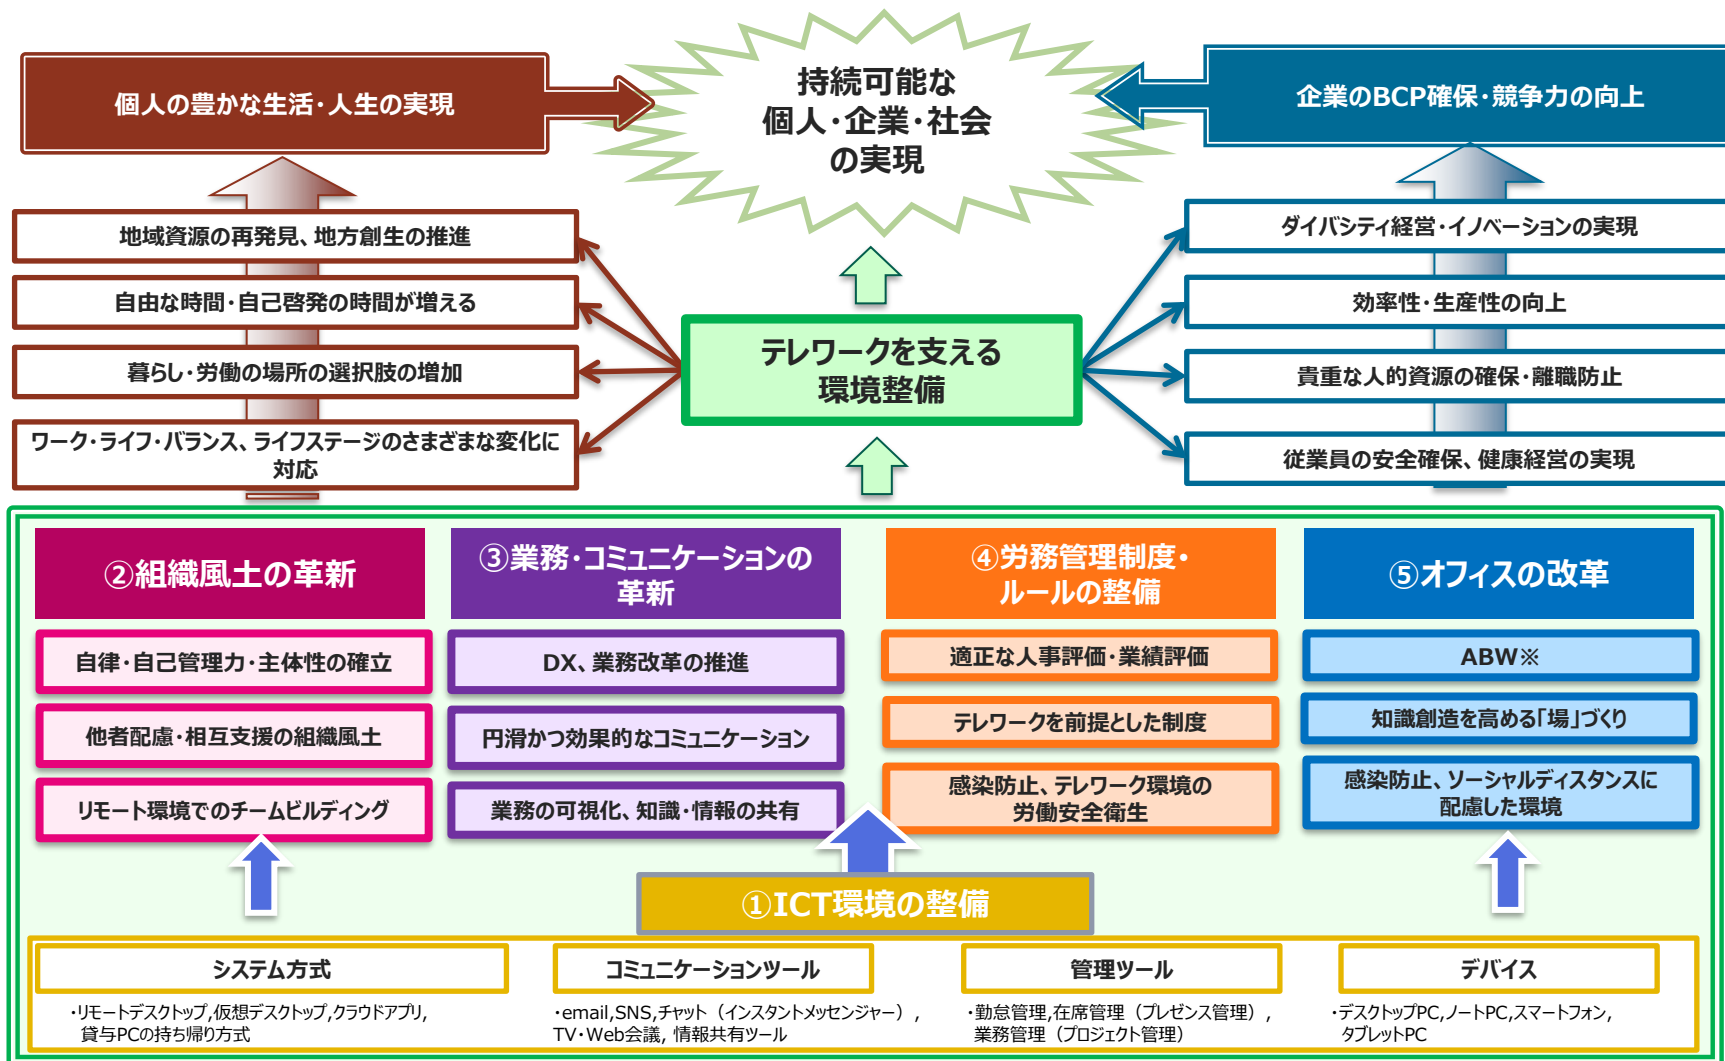 持続可能な
個人・企業・社会
の実現
個人の豊かな生活・人生の実現
企業のBCP確保・競争力の向上
地域資源の再発見、地方創生の推進
自由な時間・自己啓発の時間が増える
暮らし・労働の場所の選択肢の増加
ワーク・ライフ・バランス、ライフステージのさまざまな変化に
対応
テレワークを支える
環境整備
ダイバシティ経営・イノベーションの実現
効率性・生産性の向上
貴重な人的資源の確保・離職防止
従業員の安全確保、健康経営の実現
②組織風土の革新
自律・自己管理力・主体性の確立
他者配慮・相互支援の組織風土
リモート環境でのチームビルディング
③業務・コミュニケーションの
革新
DX、業務改革の推進
円滑かつ効果的なコミュニケーション
業務の可視化、知識・情報の共有
④労務管理制度・
ルールの整備
適正な人事評価・業績評価
テレワークを前提とした制度
感染防止、テレワーク環境の
労働安全衛生
⑤オフィスの改革
ABW※
知識創造を高める「場」づくり
感染防止、ソーシャルディスタンスに
配慮した環境
①ICT環境の整備
システム方式
・リモートデスクトップ,仮想デスクトップ,クラウドアプリ,
貸与PCの持ち帰り方式
コミュニケーションツール
・email,SNS,チャット（インスタントメッセンジャー）,
TV・Web会議, 情報共有ツール
管理ツール
・勤怠管理,在席管理（プレゼンス管理）,
業務管理（プロジェクト管理）
デバイス
・デスクトップPC,ノートPC,スマートフォン,
タブレットPC